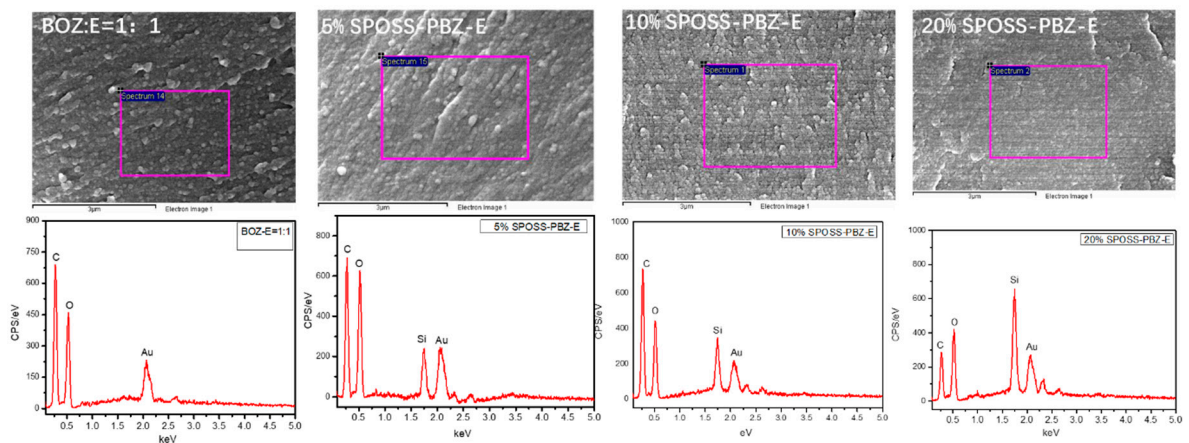 BOZ:E=1：1
Spectrum 14
3μm
Electron Image 1
5% SPOSS-PBZ-E
Spectrum 15
3μm
Electron Image 1
10% SPOSS-PBZ-E
Spectrum 1
3μm
Electron Image 1
20% SPOSS-PBZ-E
Spectrum 2
3μm
Electron Image 1
BOZ-E=1:1
CPS/eV
900
750
600
450
300
150
0
C
O
Au
0.5 1.0 1.5 2.0 2.5 3.0 3.5 4.0 4.5 5.0
keV
5% SPOSS-PBZ-E
CPS/eV
800
600
400
200
0
C
O
Si
Au
0.5 1.0 1.5 2.0 2.5 3.0 3.5 4.0 4.5 5.0
keV
10% SPOSS-PBZ-E
CPS/eV
1000
800
600
400
200
0
C
O
Si
Au
0.5 1.0 1.5 2.0 2.5 3.0 3.5 4.0 4.5 5.0
eV
20% SPOSS-PBZ-E
CPS/eV
1000
800
600
400
200
0
C
O
Si
Au
0.5 1.0 1.5 2.0 2.5 3.0 3.5 4.0 4.5 5.0
keV